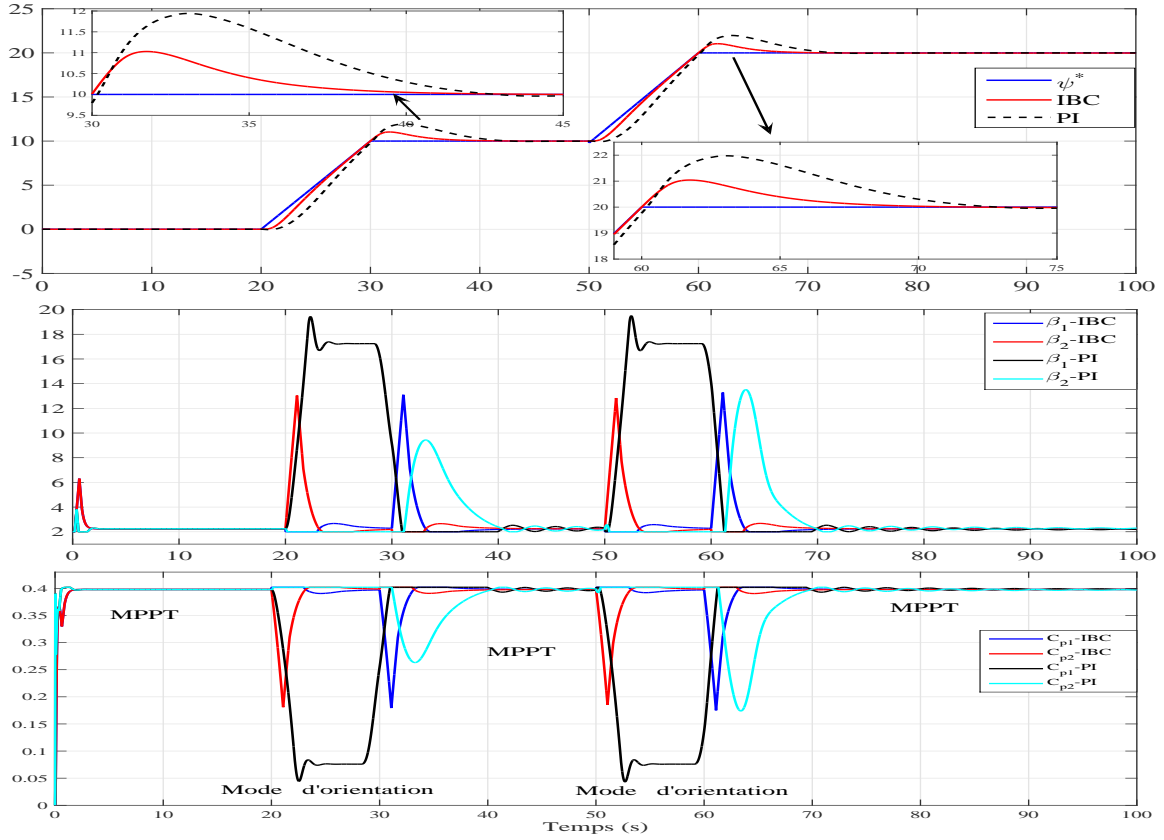 25
20
15
10
5
0
-5
0 10 20 30 40 50 60 70 80 90 100
12
11.5
11
10.5
10
9.5
30 35 40 45
ψ*
IBC
PI
22
21
20
19
18
60 65 70 75
20
18
16
14
12
10
8
6
4
2
0 10 20 30 40 50 60 70 80 90 100
β1-IBC
β2-IBC
β1-PI
β2-PI
0.4
0.35
0.3
0.25
0.2
0.15
0.1
0.05
0
MPPT
MPPT
MPPT
Cp1-IBC
Cp2-IBC
Cp1-PI
Cp2-PI
Mode d'orientation
Mode d'orientation
0 10 20 30 40 50 60 70 80 90 100
Temps (s)